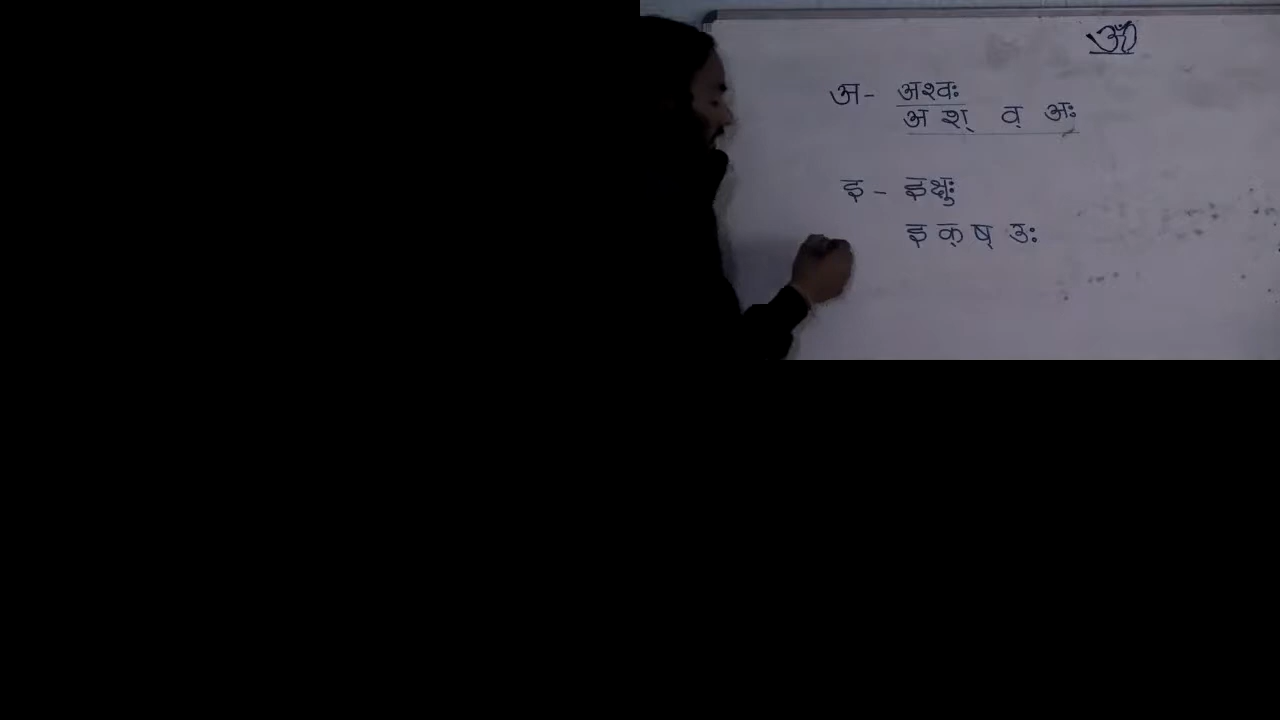 ॐ
अ - अश्वः
अ श् व् अः
इ - इक्षुः
इ क् ष् उः